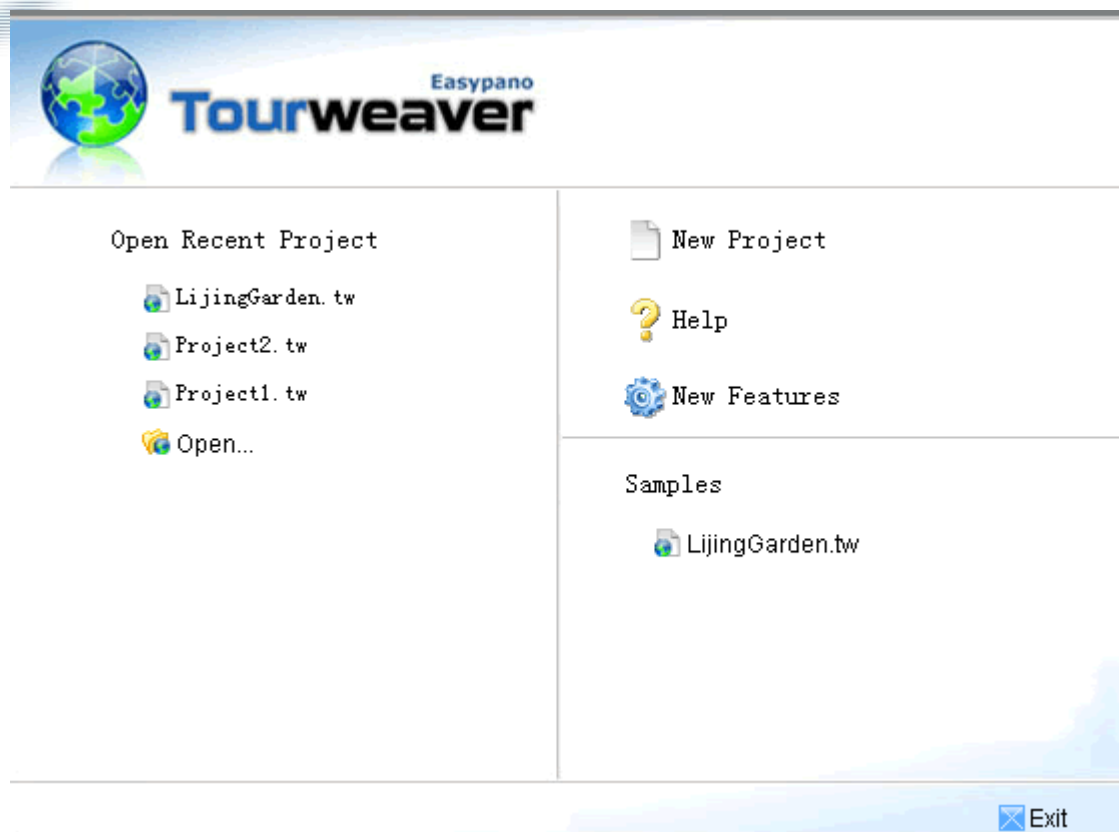 Easypano
Tourweaver
Open Recent Project
LijingGarden.tw
Project2.tw
Project1.tw
Open...
New Project
Help
New Features
Samples
LijingGarden.tw
Exit